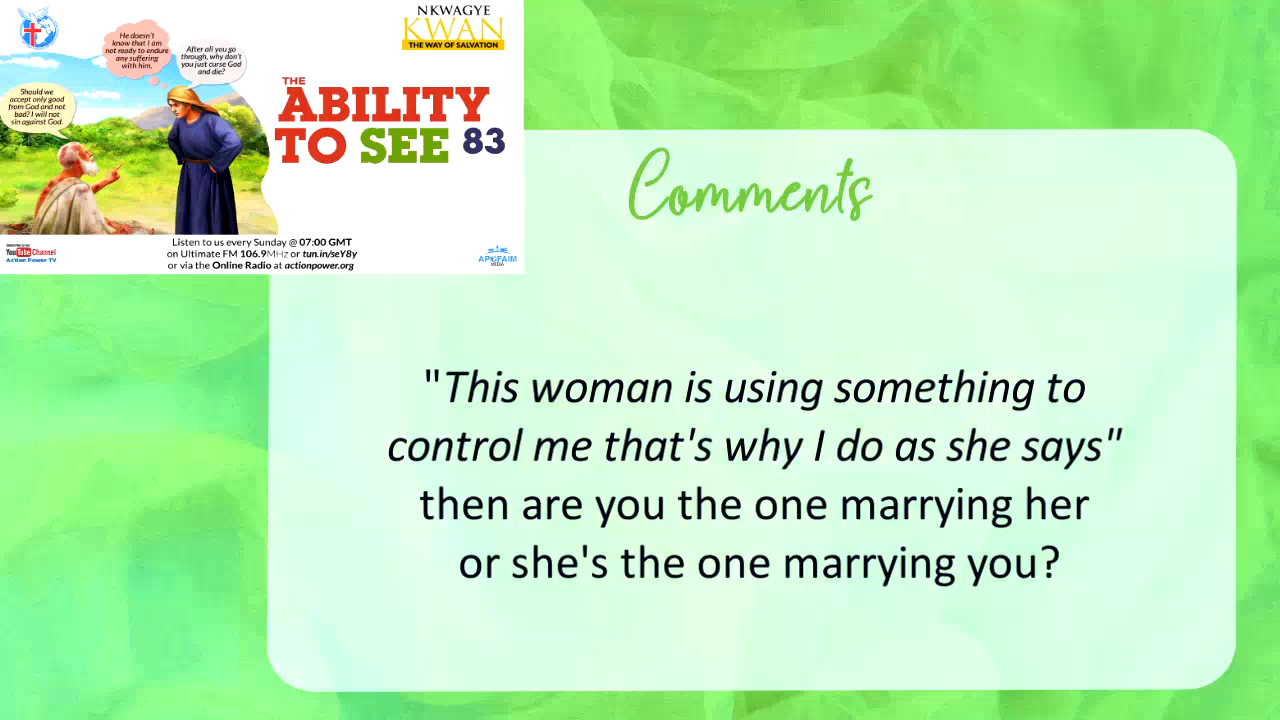 NKWAGYE
KWAN
THE WAY OF SALVATION
He doesn't
know that I am
not ready to endure
any suffering
with him.
After all you go
through, why don't
you just curse God
and die?
Should we
accept only good
from God and not
bad? I will not
sin against God.
THE
ABILITY
TO SEE 83
YouTube Channel
Action Power TV
Listen to us every Sunday @ 07:00 GMT
on Ultimate FM 106.9MHz or tun.in/seY8y
or via the Online Radio at actionpower.org
APOFAIM
MEDIA
Comments
"This woman is using something to
control me that's why I do as she says"
then are you the one marrying her
or she's the one marrying you?